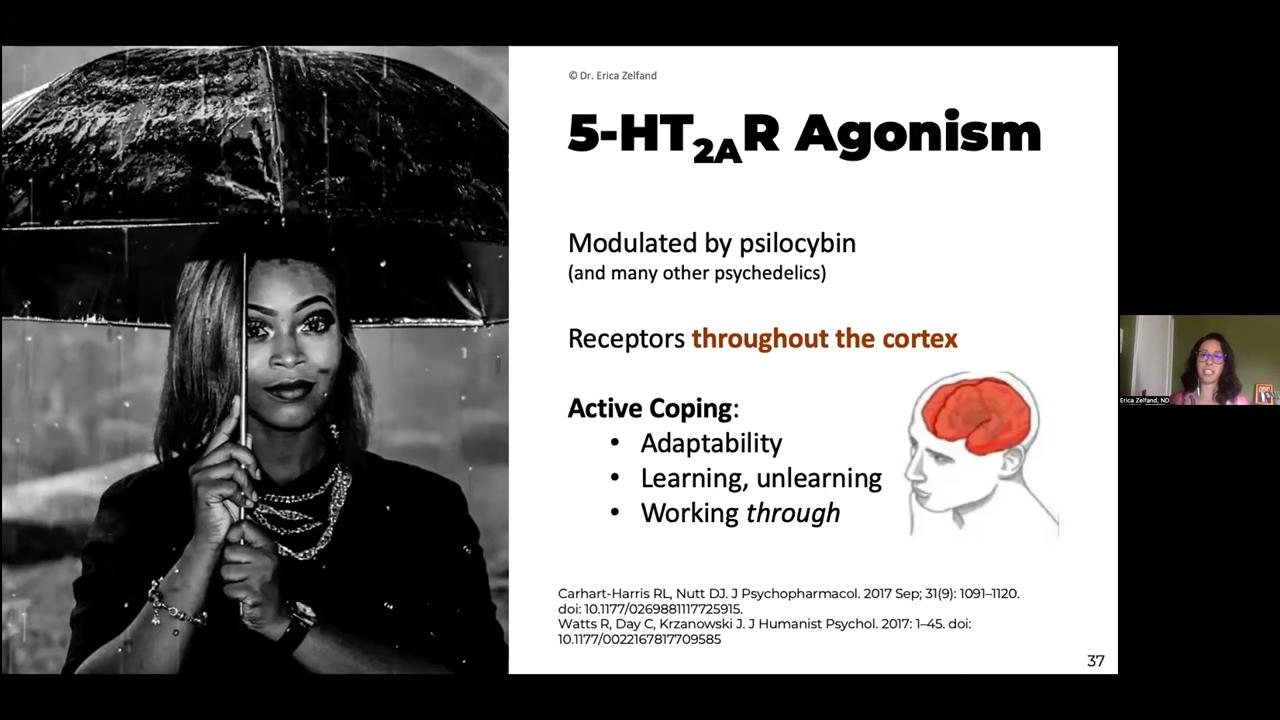 © Dr. Erica Zelfand
5-HT2AR Agonism
Modulated by psilocybin
(and many other psychedelics)
Receptors throughout the cortex
Active Coping:
• Adaptability
• Learning, unlearning
• Working through
Carhart-Harris RL, Nutt DJ. J Psychopharmacol. 2017 Sep; 31(9): 1091–1120.
doi: 10.1177/0269881117725915.
Watts R, Day C, Krzanowski J. J Humanist Psychol. 2017: 1–45. doi:
10.1177/0022167817709585
37
Erica Zelfand, ND